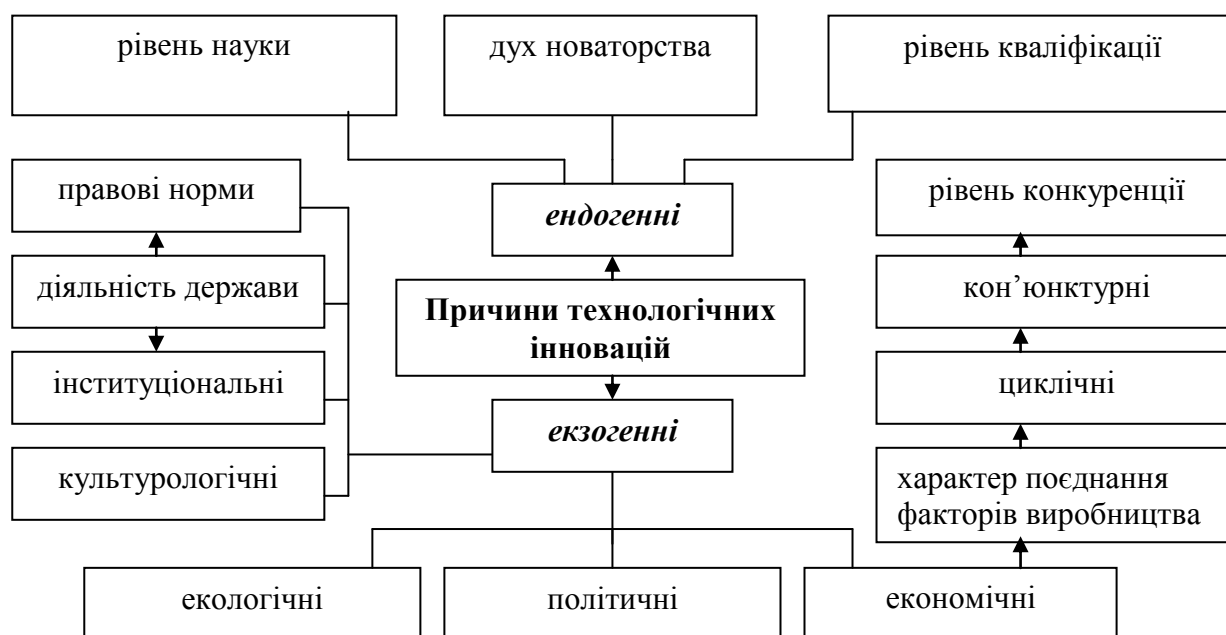 рівень науки
дух новаторства
рівень кваліфікації
правові норми
ендогенні
рівень конкуренції
діяльність держави
Причини технологічних
інновацій
кон’юнктурні
інституціональні
циклічні
екзогенні
культурологічні
характер поєднання
факторів виробництва
екологічні
політичні
економічні